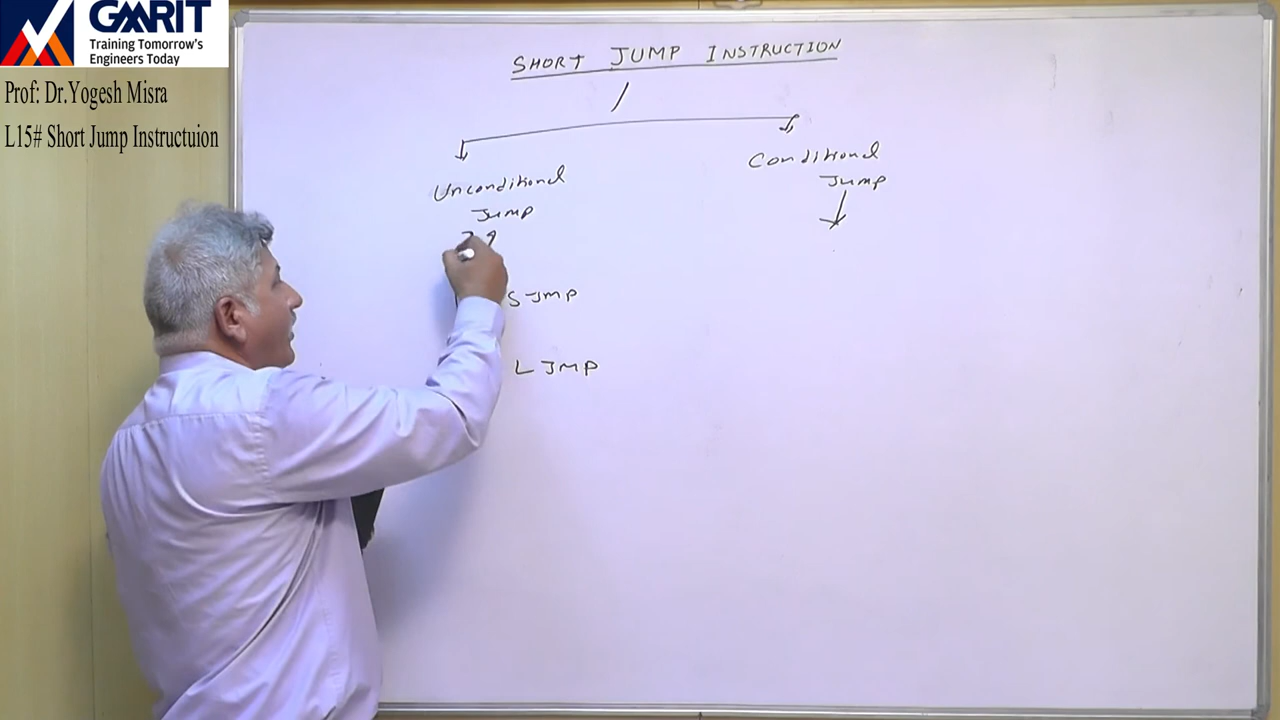 GMRIT
Training Tomorrow's
Engineers Today
Prof: Dr.Yogesh Misra
L15# Short Jump Instructuion
SHORT JUMP INSTRUCTION
Unconditional
Jump
SJMP
LJMP
Conditional
Jump